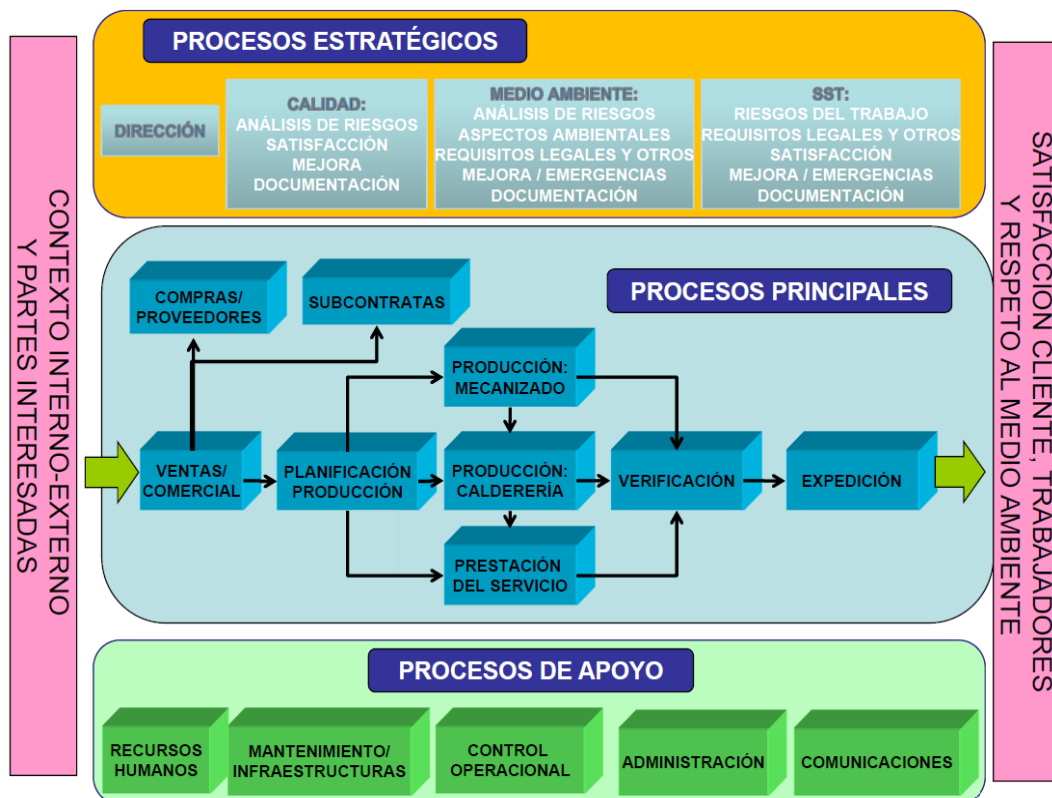 CONTEXTO INTERNO-EXTERNO
Y PARTES INTERESADAS
PROCESOS ESTRATÉGICOS
DIRECCIÓN
CALIDAD:
ANÁLISIS DE RIESGOS
SATISFACCIÓN
MEJORA
DOCUMENTACIÓN
MEDIO AMBIENTE:
ANÁLISIS DE RIESGOS
ASPECTOS AMBIENTALES
REQUISITOS LEGALES Y OTROS
MEJORA / EMERGENCIAS
DOCUMENTACIÓN
SST:
RIESGOS DEL TRABAJO
REQUISITOS LEGALES Y OTROS
SATISFACCIÓN
MEJORA / EMERGENCIAS
DOCUMENTACIÓN
PROCESOS PRINCIPALES
COMPRAS/
PROVEEDORES
SUBCONTRATAS
PRODUCCIÓN:
MECANIZADO
VENTAS/
COMERCIAL
PLANIFICACIÓN
PRODUCCIÓN
PRODUCCIÓN:
CALDERERÍA
VERIFICACIÓN
EXPEDICIÓN
PRESTACIÓN
DEL SERVICIO
PROCESOS DE APOYO
RECURSOS
HUMANOS
MANTENIMIENTO/
INFRAESTRUCTURAS
CONTROL
OPERACIONAL
ADMINISTRACIÓN
COMUNICACIONES
SATISFACCION CLIENTE, TRABAJADORES
Y RESPETO AL MEDIO AMBIENTE